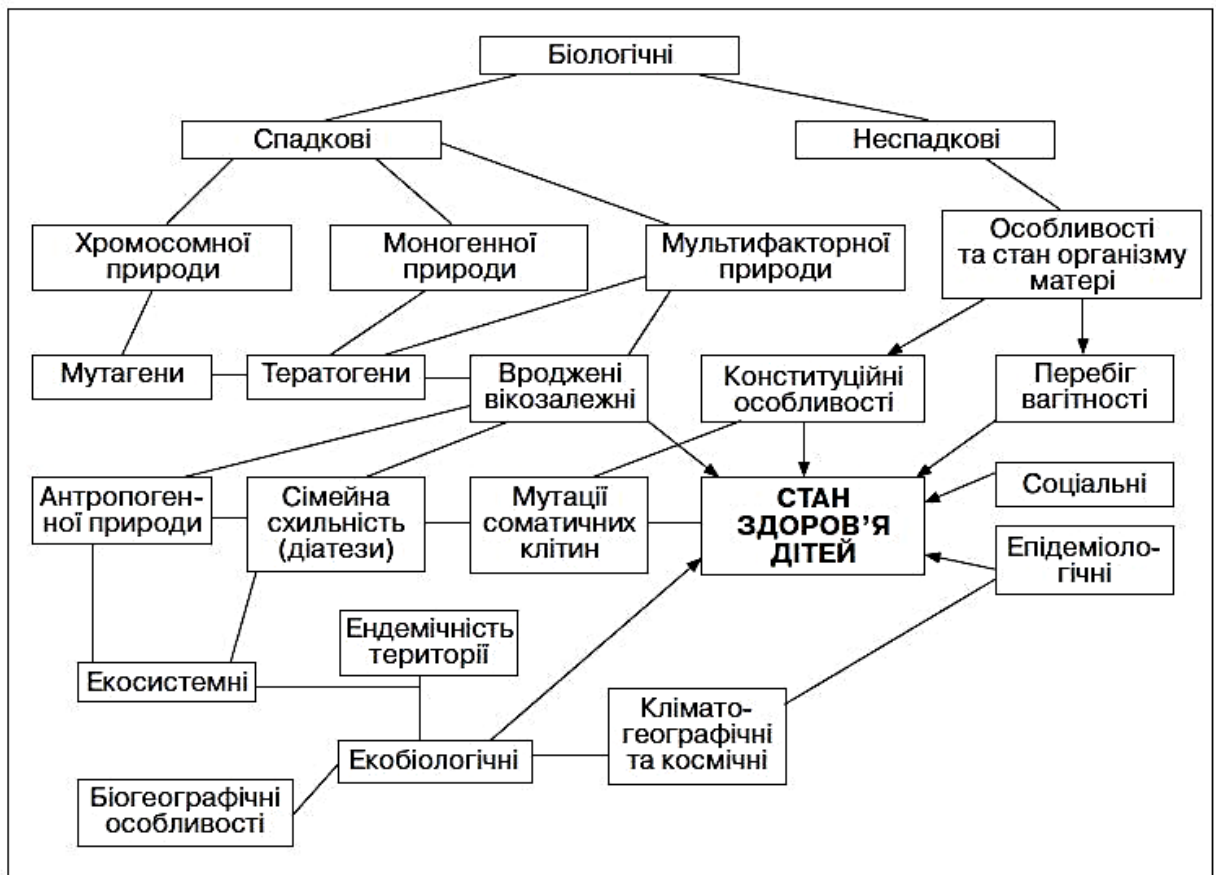 Біологічні
Спадкові
Неспадкові
Хромосомної
природи
Моногенної
природи
Мультифакторної
природи
Особливості
та стан організму
матері
Мутагени
Тератогени
Вроджені
вікозалежні
Конституційні
особливості
Перебіг
вагітності
Антропоген-
ної природи
Сімейна
схильність
(діатези)
Мутації
соматичних
клітин
СТАН
ЗДОРОВ’Я
ДІТЕЙ
Соціальні
Епідеміоло-
гічні
Ендемічність
території
Екосистемні
Клімато-
географічні
та космічні
Екобіологічні
Біогеографічні
особливості